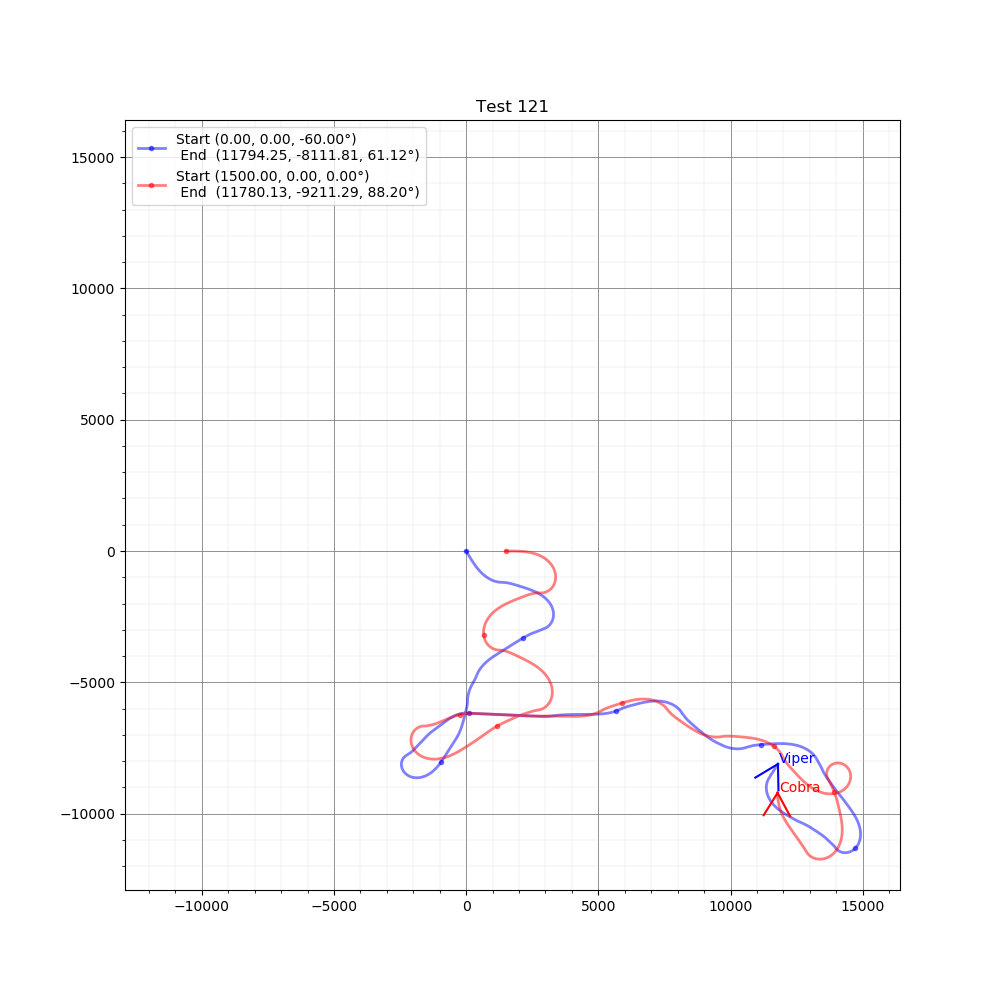 Test 121
Start (0.00, 0.00, -60.00°)
End  (11794.25, -8111.81, 61.12°)
Start (1500.00, 0.00, 0.00°)
End  (11780.13, -9211.29, 88.20°)
15000
10000
5000
0
−5000
−10000
Viper
Cobra
−10000
−5000
0
5000
10000
15000